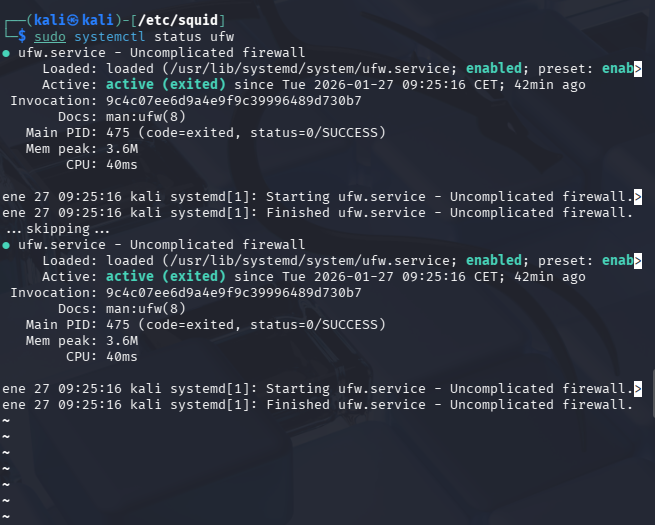 ┌──(kali㉿kali)-[/etc/squid]
└─$ sudo systemctl status ufw
● ufw.service - Uncomplicated firewall
     Loaded: loaded (/usr/lib/systemd/system/ufw.service; enabled; preset: enab>
     Active: active (exited) since Tue 2026-01-27 09:25:16 CET; 42min ago
 Invocation: 9c4c07ee6d9a4e9f9c39996489d730b7
       Docs: man:ufw(8)
   Main PID: 475 (code=exited, status=0/SUCCESS)
   Mem peak: 3.6M
        CPU: 40ms

ene 27 09:25:16 kali systemd[1]: Starting ufw.service - Uncomplicated firewall.>
ene 27 09:25:16 kali systemd[1]: Finished ufw.service - Uncomplicated firewall.
...skipping...
● ufw.service - Uncomplicated firewall
     Loaded: loaded (/usr/lib/systemd/system/ufw.service; enabled; preset: enab>
     Active: active (exited) since Tue 2026-01-27 09:25:16 CET; 42min ago
 Invocation: 9c4c07ee6d9a4e9f9c39996489d730b7
       Docs: man:ufw(8)
   Main PID: 475 (code=exited, status=0/SUCCESS)
   Mem peak: 3.6M
        CPU: 40ms

ene 27 09:25:16 kali systemd[1]: Starting ufw.service - Uncomplicated firewall.>
ene 27 09:25:16 kali systemd[1]: Finished ufw.service - Uncomplicated firewall.
~
~
~
~
~
~
~